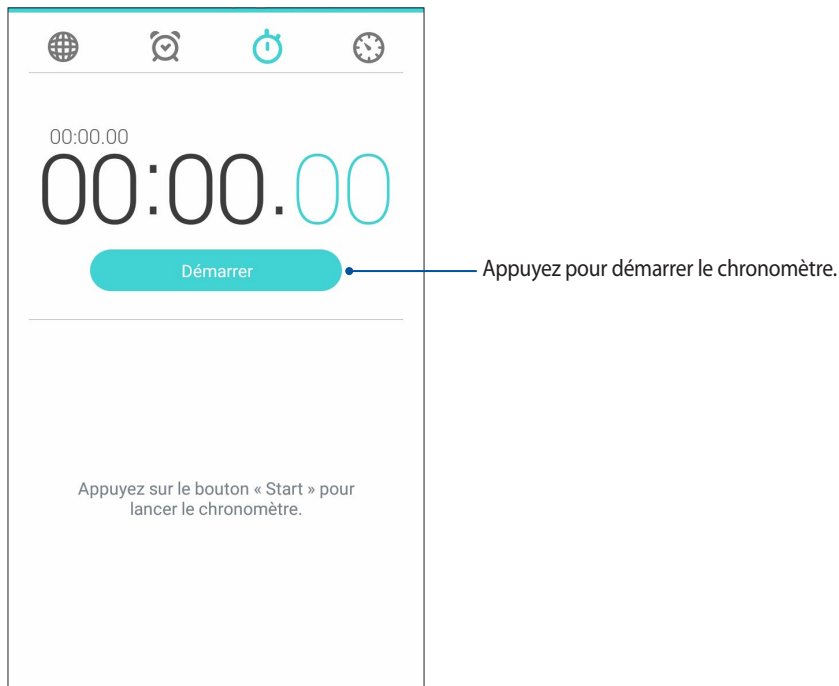 00:00.00
00:00.00
Démarrer
Appuyez pour démarrer le chronomètre.
Appuyez sur le bouton « Start » pour
lancer le chronomètre.